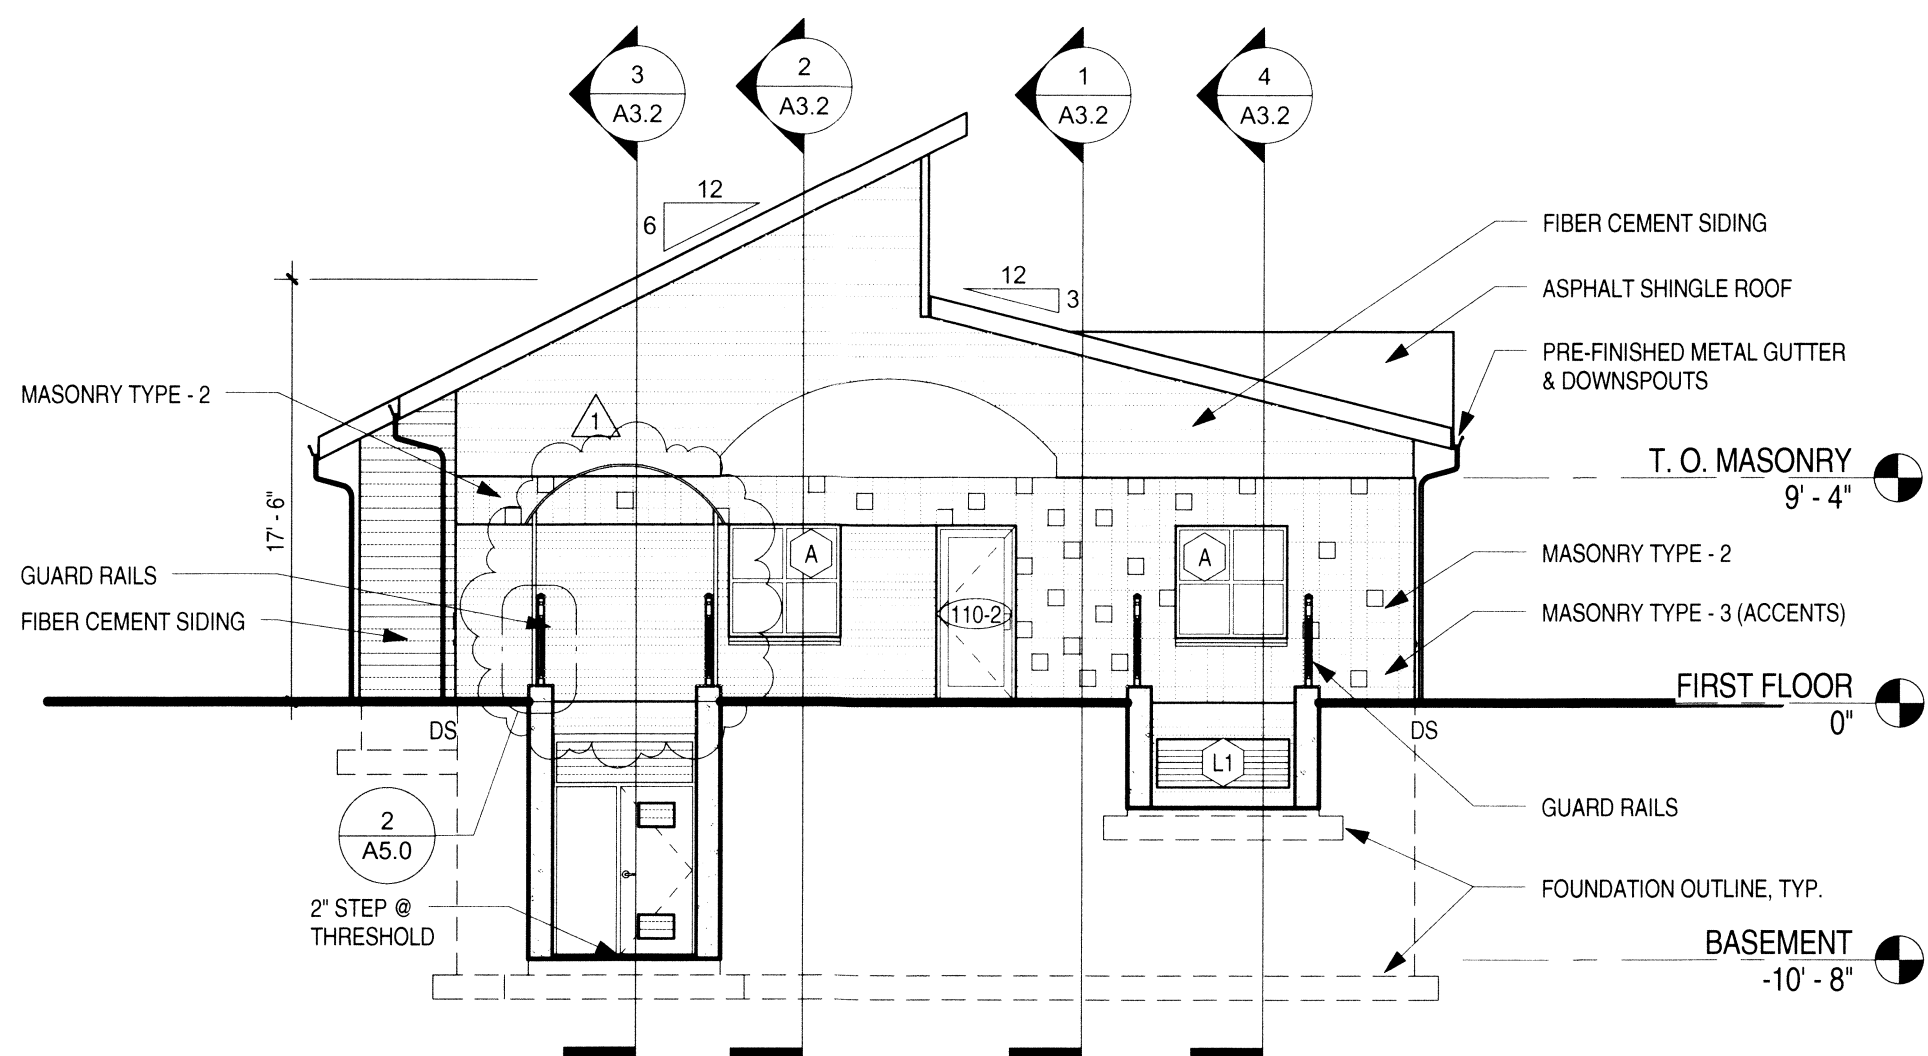 3
A3.2
2
A3.2
1
A3.2
4
A3.2
12
6
12
3
FIBER CEMENT SIDING
ASPHALT SHINGLE ROOF
PRE-FINISHED METAL GUTTER
& DOWNSPOUTS
MASONRY TYPE - 2
1
T. O. MASONRY
9' - 4"
17' - 6"
A
A
MASONRY TYPE - 2
GUARD RAILS
FIBER CEMENT SIDING
110-2
MASONRY TYPE - 3 (ACCENTS)
FIRST FLOOR
0"
DS
DS
L1
2
A5.0
GUARD RAILS
2" STEP @
THRESHOLD
FOUNDATION OUTLINE, TYP.
BASEMENT
-10' - 8"